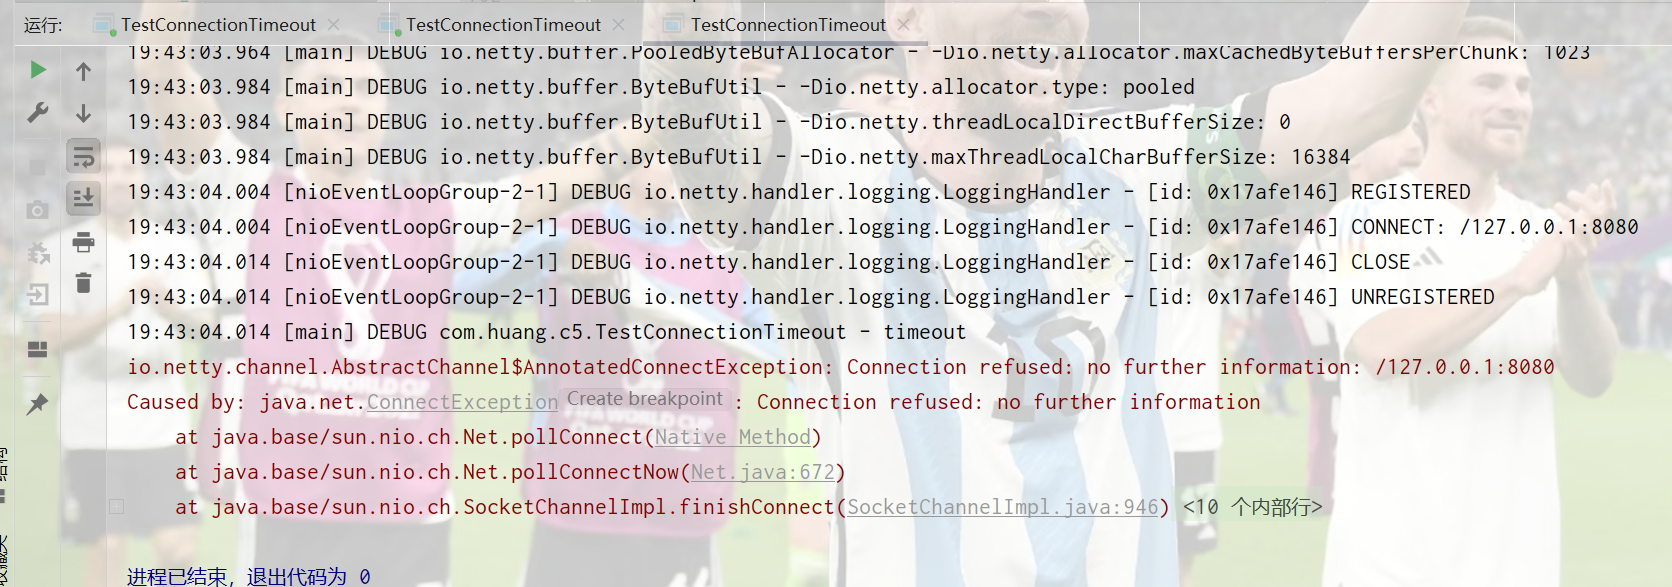 运行: TestConnectionTimeout TestConnectionTimeout TestConnectionTimeout
19:43:03.964 [main] DEBUG io.netty.buffer.PooledByteBufAllocator - -Dio.netty.allocator.maxCachedByteBuffersPerChunk: 1023
19:43:03.984 [main] DEBUG io.netty.buffer.ByteBufUtil - -Dio.netty.allocator.type: pooled
19:43:03.984 [main] DEBUG io.netty.buffer.ByteBufUtil - -Dio.netty.threadLocalDirectBufferSize: 0
19:43:03.984 [main] DEBUG io.netty.buffer.ByteBufUtil - -Dio.netty.maxThreadLocalCharBufferSize: 16384
19:43:04.004 [nioEventLoopGroup-2-1] DEBUG io.netty.handler.logging.LoggingHandler - [id: 0x17afe146] REGISTERED
19:43:04.004 [nioEventLoopGroup-2-1] DEBUG io.netty.handler.logging.LoggingHandler - [id: 0x17afe146] CONNECT: /127.0.0.1:8080
19:43:04.014 [nioEventLoopGroup-2-1] DEBUG io.netty.handler.logging.LoggingHandler - [id: 0x17afe146] CLOSE
19:43:04.014 [nioEventLoopGroup-2-1] DEBUG io.netty.handler.logging.LoggingHandler - [id: 0x17afe146] UNREGISTERED
19:43:04.014 [main] DEBUG com.huang.c5.TestConnectionTimeout - timeout
io.netty.channel.AbstractChannel$AnnotatedConnectException: Connection refused: no further information: /127.0.0.1:8080
Caused by: java.net.ConnectException Create breakpoint : Connection refused: no further information
at java.base/sun.nio.ch.Net.pollConnect(Native Method)
at java.base/sun.nio.ch.Net.pollConnectNow(Net.java:672)
at java.base/sun.nio.ch.SocketChannelImpl.finishConnect(SocketChannelImpl.java:946) <10 个内部行>
进程已结束,退出代码为 0
结构
收藏夹